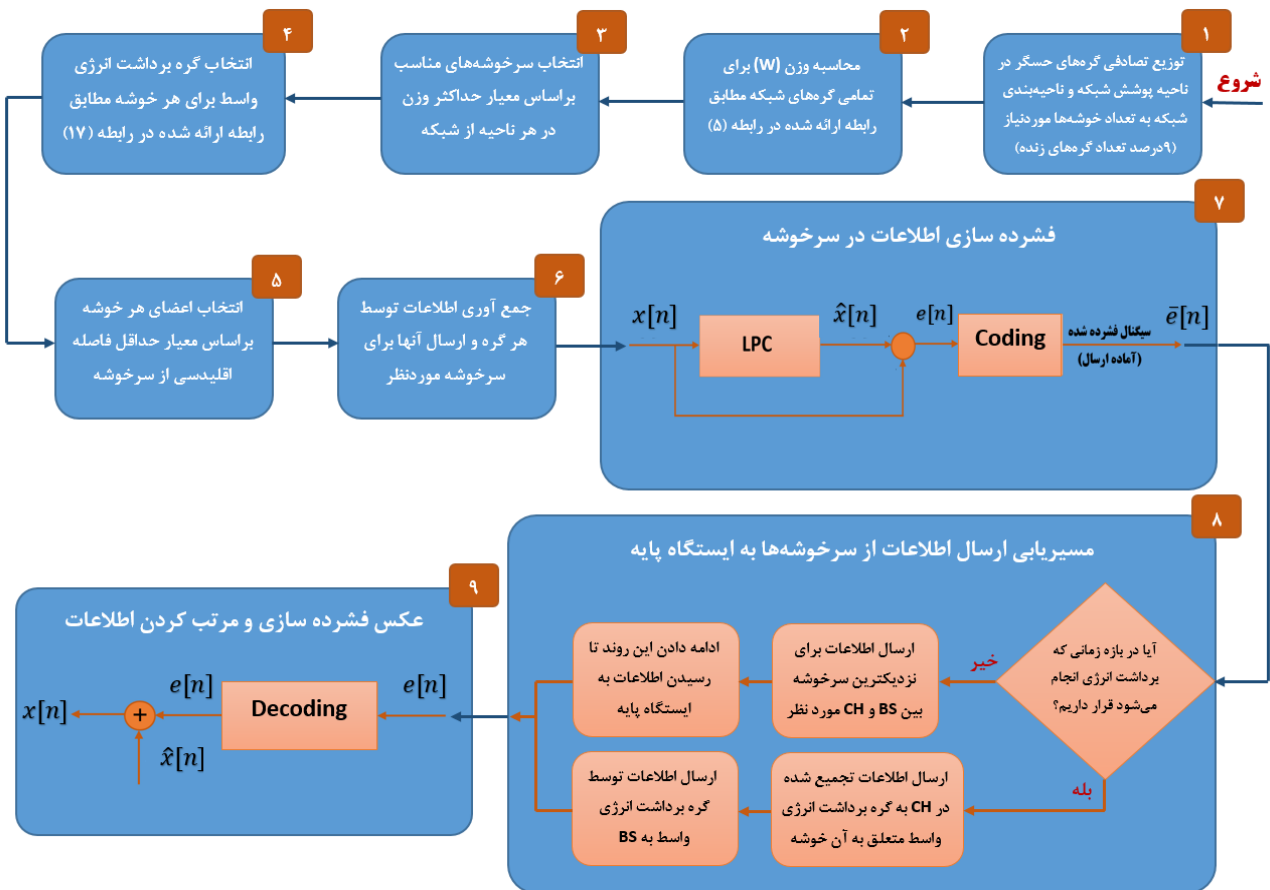 شروع
۱
توزیع تصادفی گره‌های حسگر در
ناحیه پوشش شبکه و ناحیه‌بندی
شبکه به تعداد خوشه‌ها موردنیاز
(۹درصد تعداد گره‌های زنده)
۲
محاسبه وزن (W) برای
تمامی گره‌های شبکه مطابق
رابطه ارائه شده در رابطه (۵)
۳
انتخاب سرخوشه‌های مناسب
براساس معیار حداکثر وزن
در هر ناحیه از شبکه
۴
انتخاب گره برداشت انرژی
واسط برای هر خوشه مطابق
رابطه ارائه شده در رابطه (۱۷)
۵
انتخاب اعضای هر خوشه
براساس معیار حداقل فاصله
اقلیدسی از سرخوشه
۶
جمع آوری اطلاعات توسط
هر گره و ارسال آنها برای
سرخوشه موردنظر
۷
فشرده سازی اطلاعات در سرخوشه
x[n]
LPC
x̂[n]
e[n]
Coding
سیگنال فشرده شده
(آماده ارسال)
ē[n]
۸
مسیریابی ارسال اطلاعات از سرخوشه‌ها به ایستگاه پایه
آیا در بازه زمانی که
برداشت انرژی انجام
می‌شود قرار داریم؟
خیر
ارسال اطلاعات برای
نزدیکترین سرخوشه
بین BS و CH مورد نظر
ادامه دادن این روند تا
رسیدن اطلاعات به
ایستگاه پایه
بله
ارسال اطلاعات تجمیع شده
در CH به گره برداشت انرژی
واسط متعلق به آن خوشه
ارسال اطلاعات توسط
گره برداشت انرژی
واسط به BS
۹
عکس فشرده سازی و مرتب کردن اطلاعات
e[n]
Decoding
e[n]
+
x[n]
x̂[n]